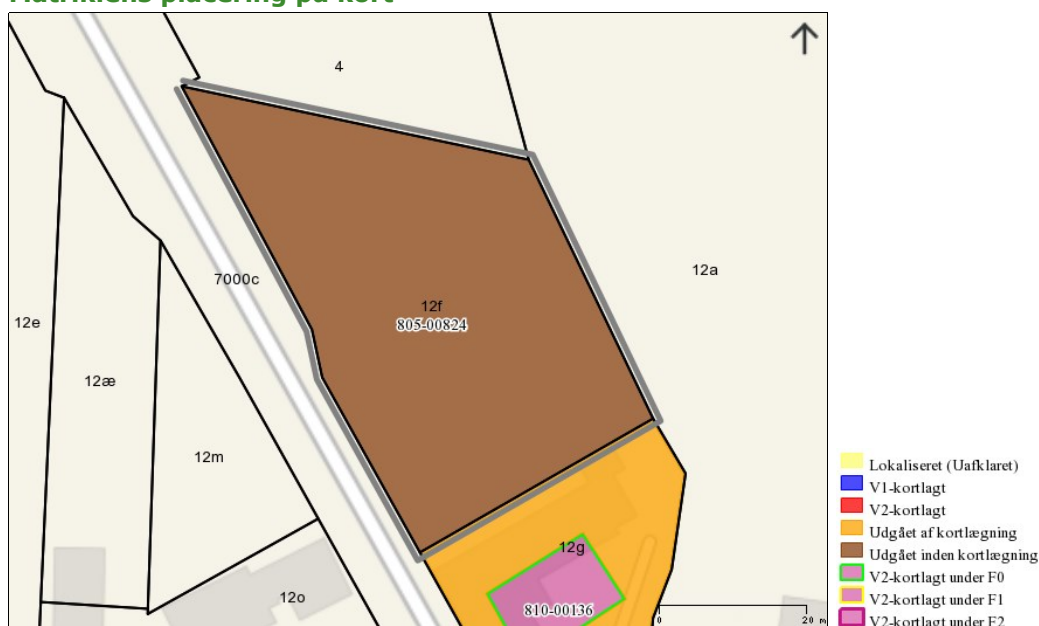 Matriklens placering på kort
4
12a
7000c
12f
805-00824
12e
12æ
12m
12g
12o
810-00136
0 20 m
Lokaliseret (Uafklaret)
V1-kortlagt
V2-kortlagt
Udgået af kortlægning
Udgået inden kortlægning
V2-kortlagt under F0
V2-kortlagt under F1
V2-kortlagt under F2